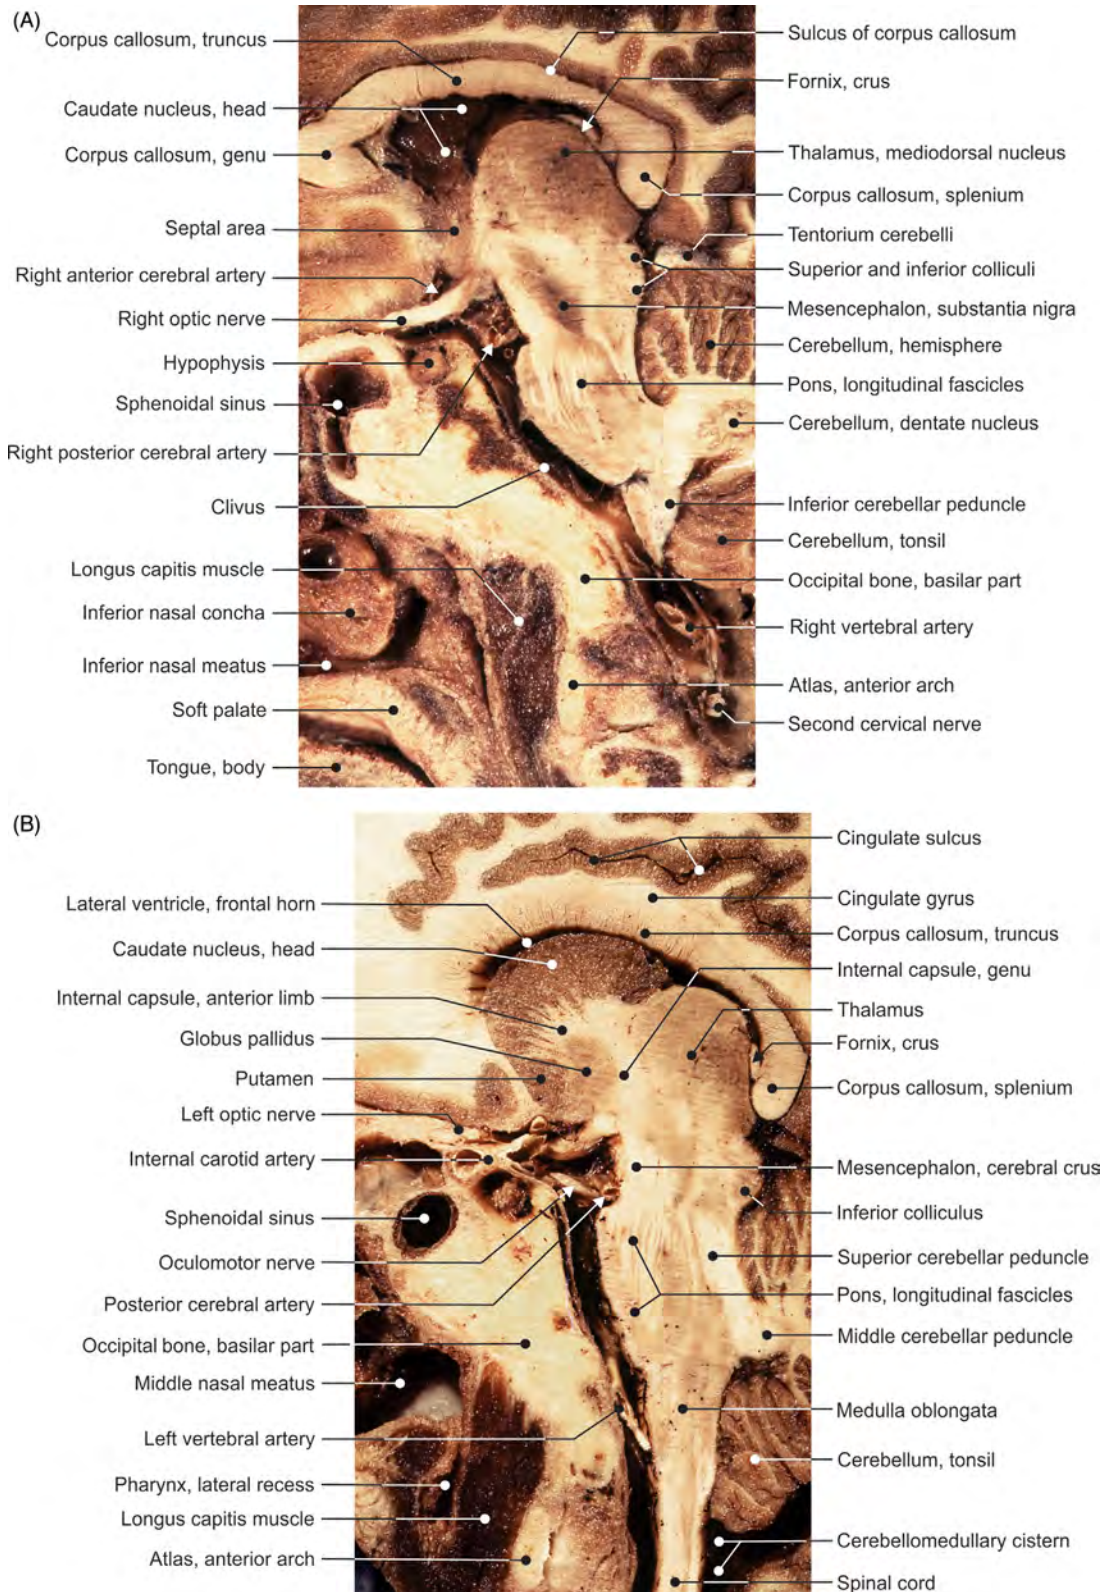 (A)
Corpus callosum, truncus
Caudate nucleus, head
Corpus callosum, genu
Septal area
Right anterior cerebral artery
Right optic nerve
Hypophysis
Sphenoidal sinus
Right posterior cerebral artery
Clivus
Longus capitis muscle
Inferior nasal concha
Inferior nasal meatus
Soft palate
Tongue, body
Sulcus of corpus callosum
Fornix, crus
Thalamus, mediodorsal nucleus
Corpus callosum, splenium
Tentorium cerebelli
Superior and inferior colliculi
Mesencephalon, substantia nigra
Cerebellum, hemisphere
Pons, longitudinal fascicles
Cerebellum, dentate nucleus
Inferior cerebellar peduncle
Cerebellum, tonsil
Occipital bone, basilar part
Right vertebral artery
Atlas, anterior arch
Second cervical nerve
(B)
Lateral ventricle, frontal horn
Caudate nucleus, head
Internal capsule, anterior limb
Globus pallidus
Putamen
Left optic nerve
Internal carotid artery
Sphenoidal sinus
Oculomotor nerve
Posterior cerebral artery
Occipital bone, basilar part
Middle nasal meatus
Left vertebral artery
Pharynx, lateral recess
Longus capitis muscle
Atlas, anterior arch
Cingulate sulcus
Cingulate gyrus
Corpus callosum, truncus
Internal capsule, genu
Thalamus
Fornix, crus
Corpus callosum, splenium
Mesencephalon, cerebral crus
Inferior colliculus
Superior cerebellar peduncle
Pons, longitudinal fascicles
Middle cerebellar peduncle
Medulla oblongata
Cerebellum, tonsil
Cerebellomedullary cistern
Spinal cord